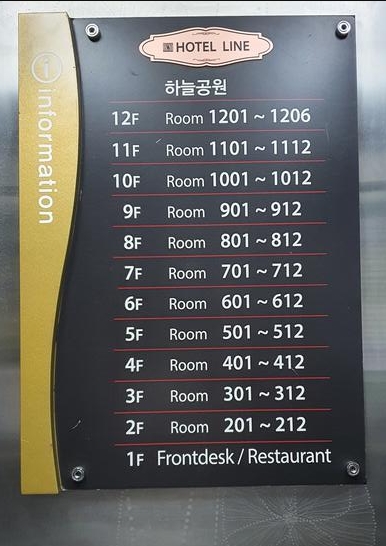 HOTEL LINE
하늘공원
12F Room 1201 ~ 1206
11F Room 1101 ~ 1112
10F Room 1001 ~ 1012
9F Room 901 ~ 912
8F Room 801 ~ 812
7F Room 701 ~ 712
6F Room 601 ~ 612
5F Room 501 ~ 512
4F Room 401 ~ 412
3F Room 301 ~ 312
2F Room 201 ~ 212
1F Frontdesk / Restaurant
i information